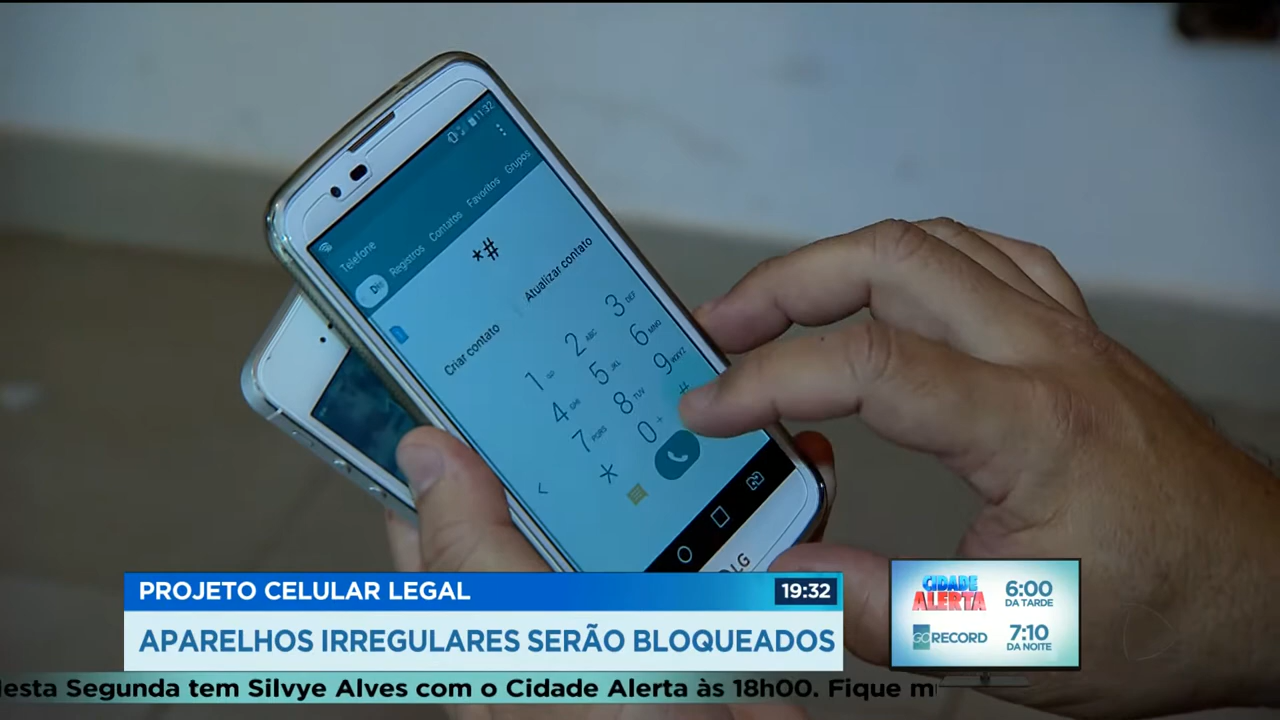 11:32
Telefone
Registros
Contatos
Favoritos
Grupos
*#
Criar contato
Atualizar contato
1
2 ABC
3 DEF
4 GHI
5 JKL
6 MNO
7 PQRS
8 TUV
9 WXYZ
*
0 +
#
LG
PROJETO CELULAR LEGAL
19:32
APARELHOS IRREGULARES SERÃO BLOQUEADOS
CIDADE ALERTA
6:00
DA TARDE
GO RECORD
7:10
DA NOITE
esta Segunda tem Silvye Alves com o Cidade Alerta às 18h00. Fique m